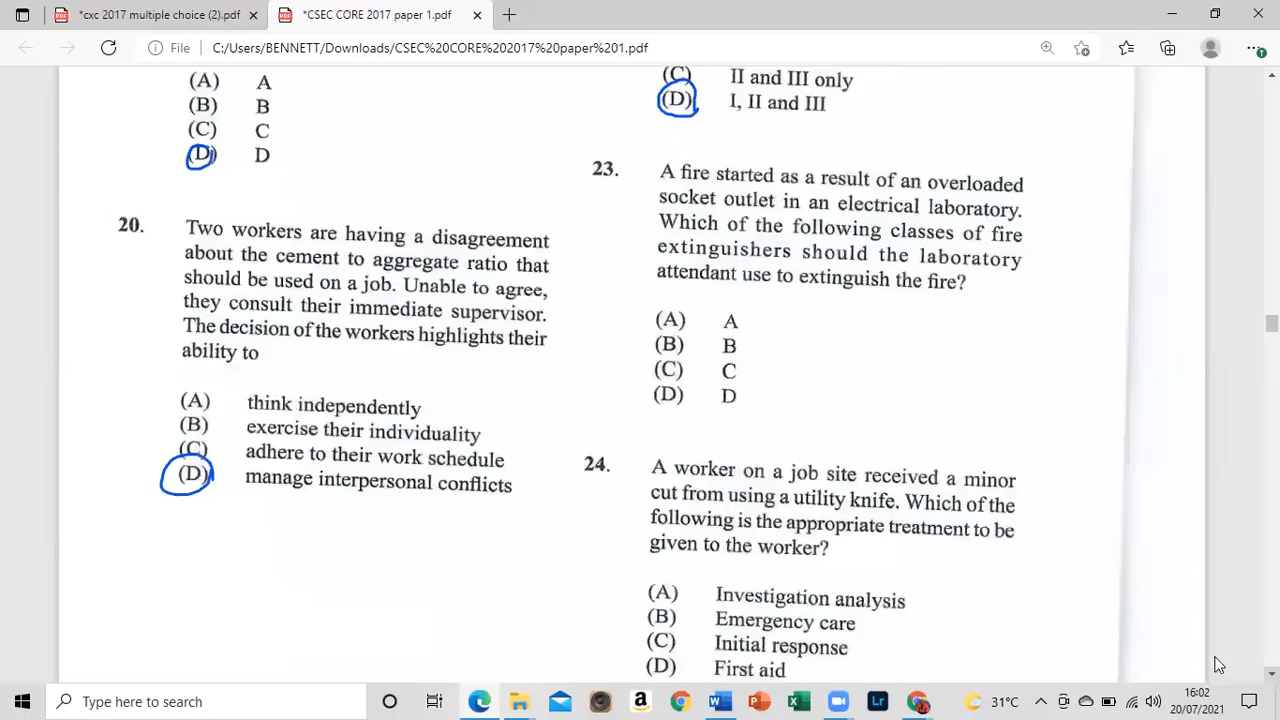 *cxc 2017 multiple choice (2).pdf
*CSEC CORE 2017 paper 1.pdf
File
C:/Users/BENNETT/Downloads/CSEC%20CORE%202017%20paper%201.pdf
(A) A
(B) B
(C) C
(D) D
20. Two workers are having a disagreement
about the cement to aggregate ratio that
should be used on a job. Unable to agree,
they consult their immediate supervisor.
The decision of the workers highlights their
ability to
(A) think independently
(B) exercise their individuality
(C) adhere to their work schedule
(D) manage interpersonal conflicts
(C) II and III only
(D) I, II and III
23. A fire started as a result of an overloaded
socket outlet in an electrical laboratory.
Which of the following classes of fire
extinguishers should the laboratory
attendant use to extinguish the fire?
(A) A
(B) B
(C) C
(D) D
24. A worker on a job site received a minor
cut from using a utility knife. Which of the
following is the appropriate treatment to be
given to the worker?
(A) Investigation analysis
(B) Emergency care
(C) Initial response
(D) First aid
Type here to search
31°C
16:02
20/07/2021